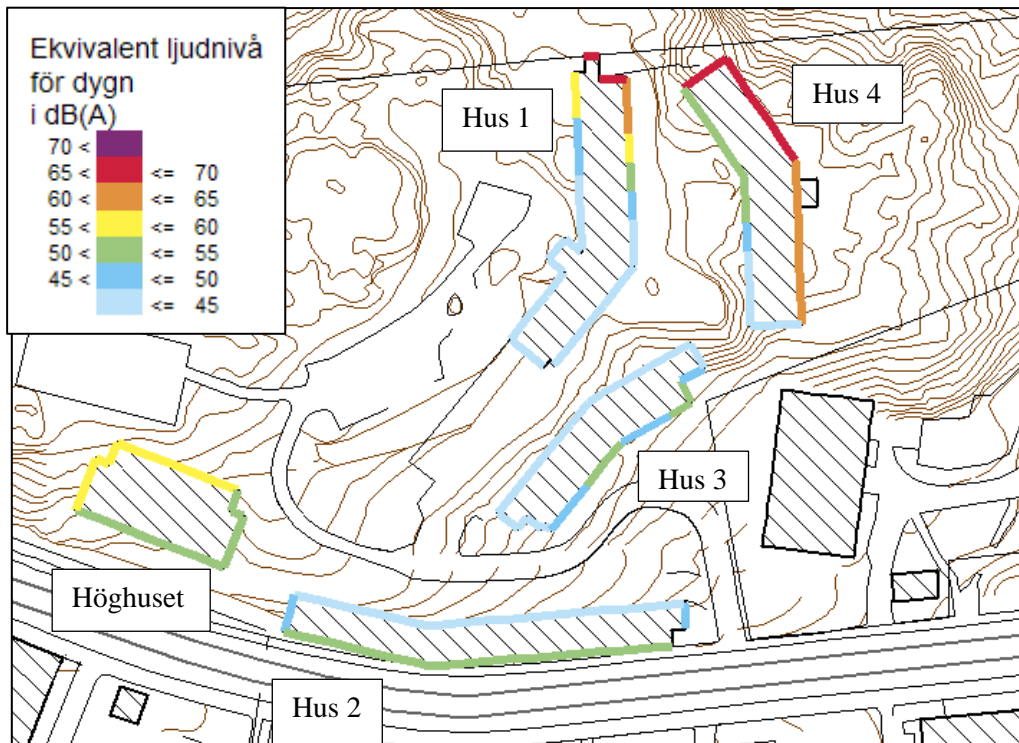 Ekvivalent ljudnivå
för dygn
i dB(A)
70 <
65 < <= 70
60 < <= 65
55 < <= 60
50 < <= 55
45 < <= 50
<= 45
Hus 1
Hus 4
Hus 3
Höghuset
Hus 2